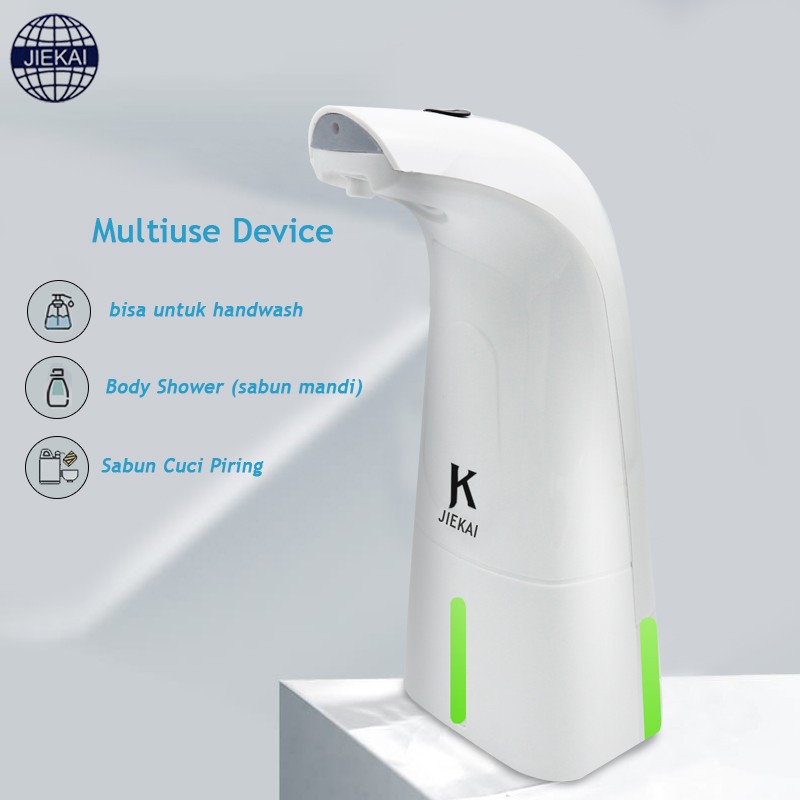 JIEKAI
Multiuse Device
bisa untuk handwash
Body Shower (sabun mandi)
Sabun Cuci Piring
K
JIEKAI